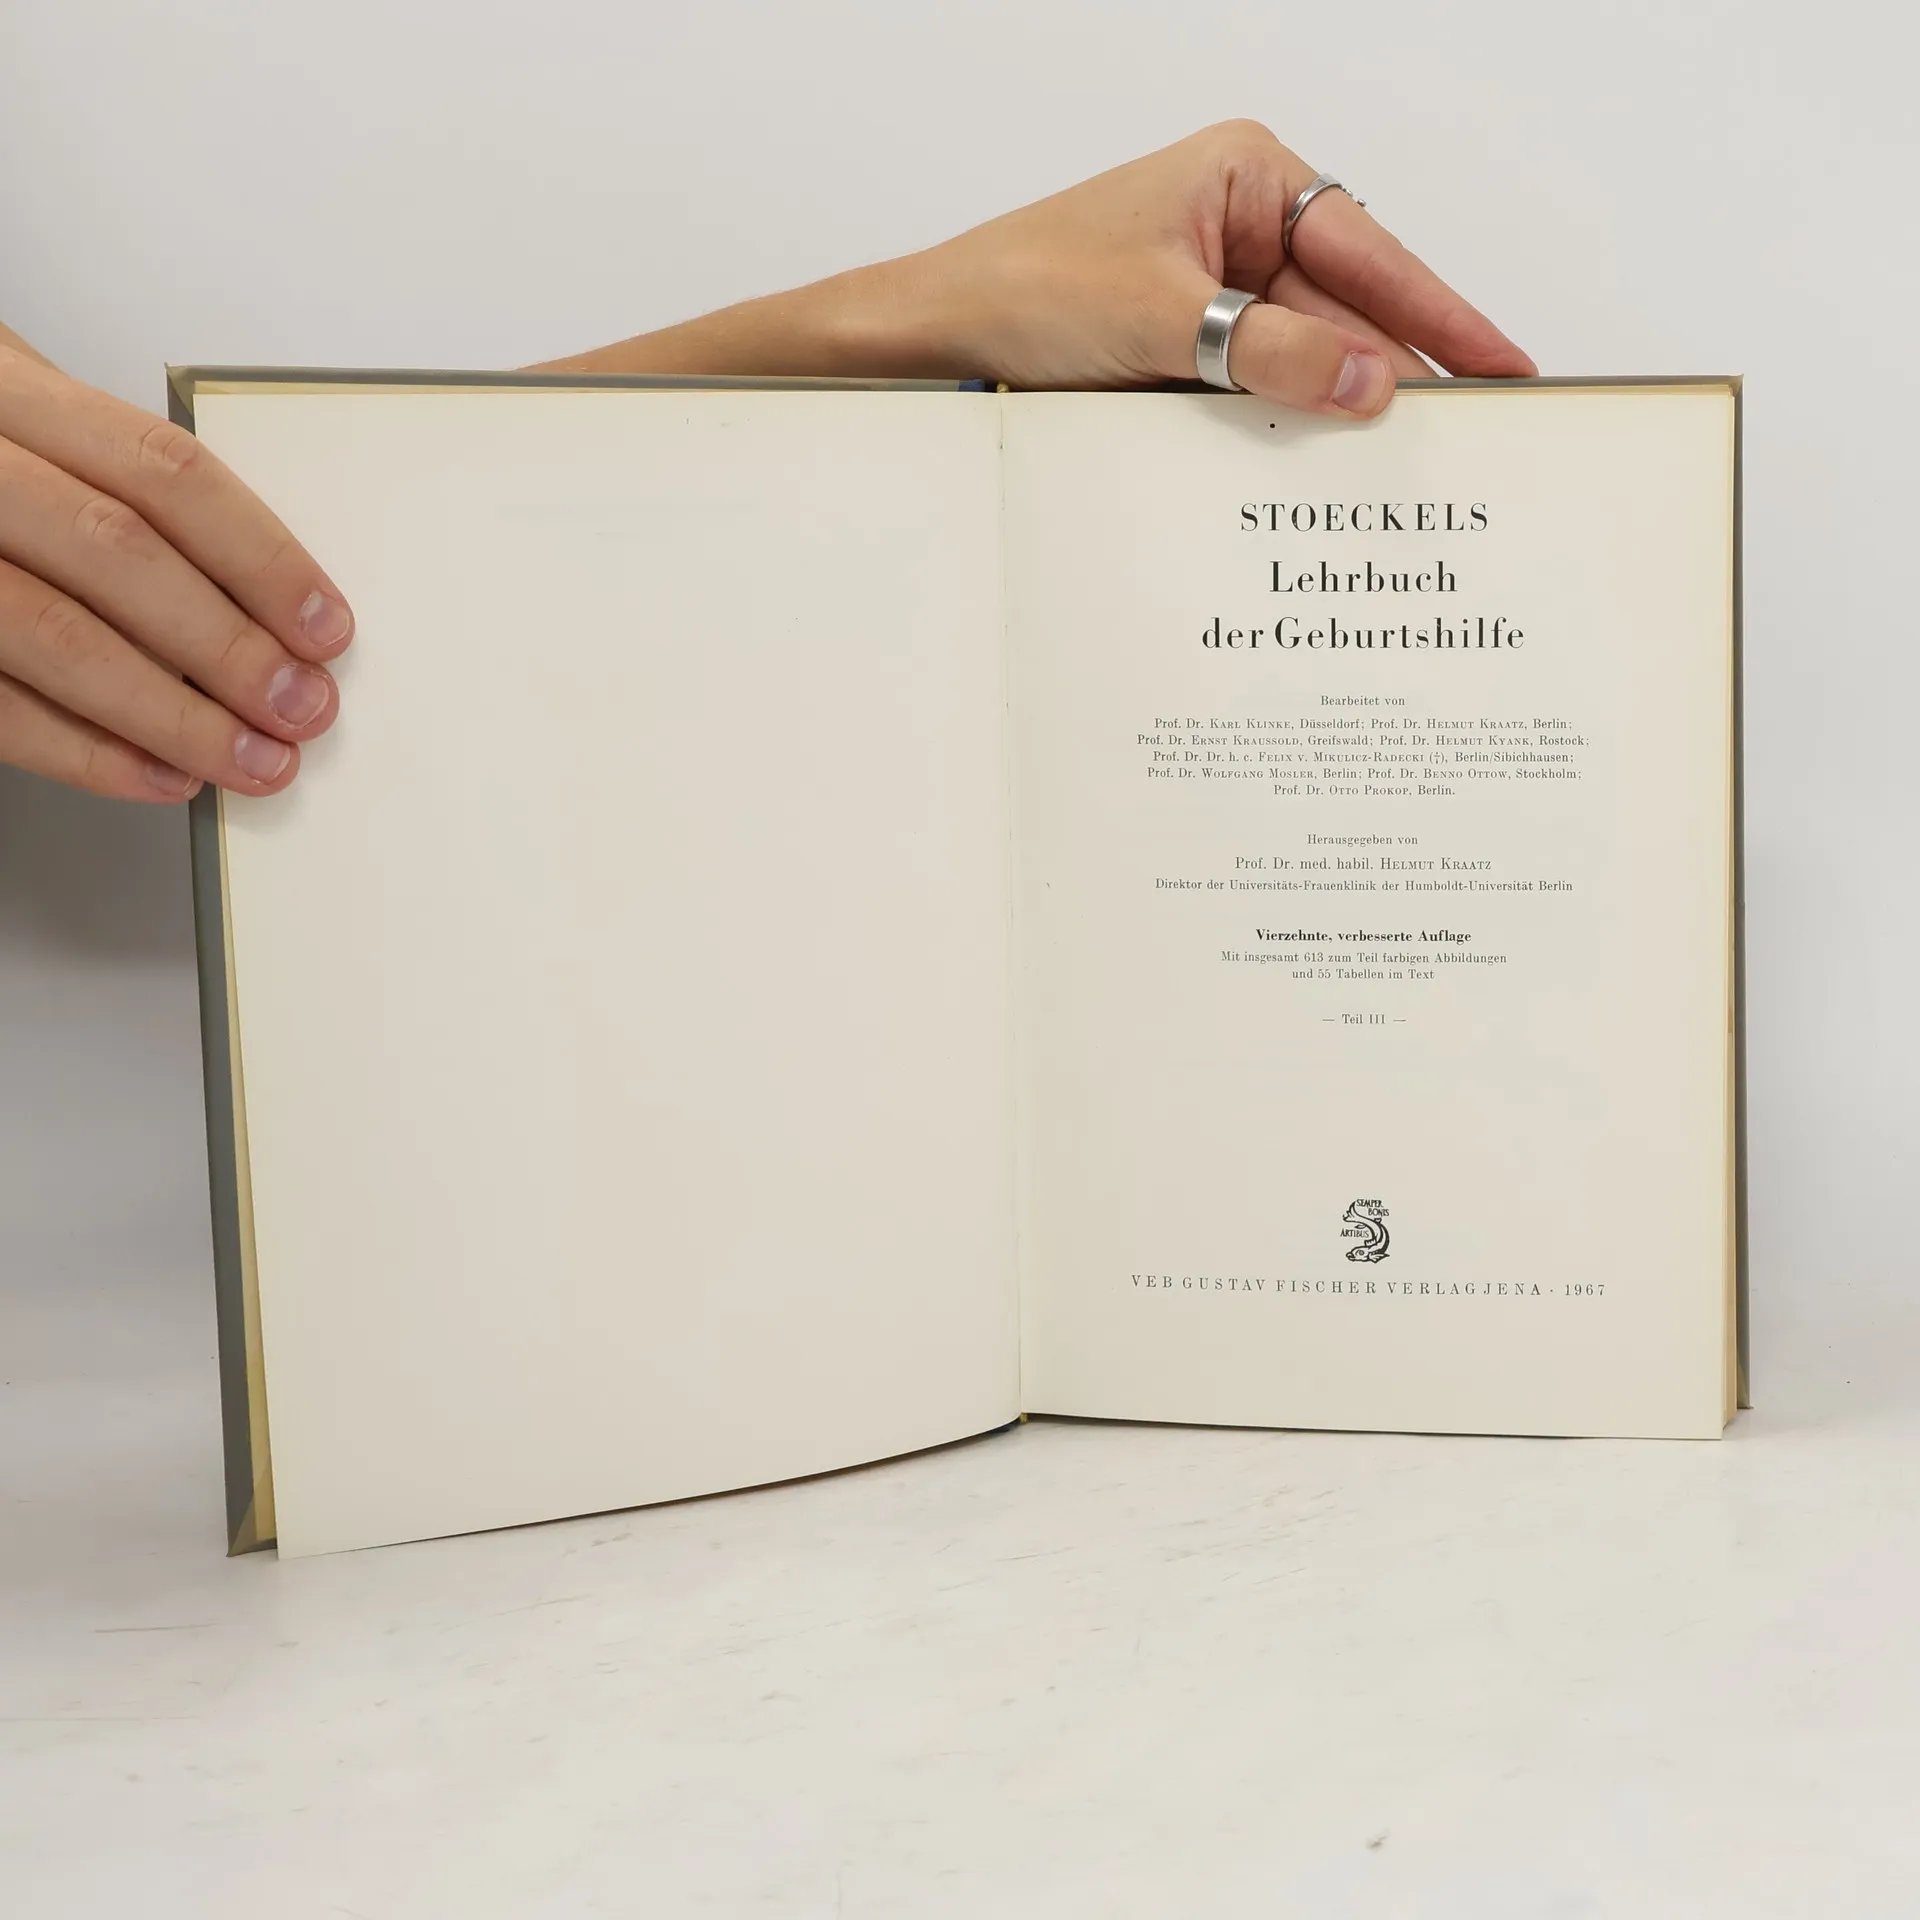 STOECKELS
Lehrbuch
der Geburtshilfe
Bearbeitet von
Prof. Dr. KARL KLINKE, Düsseldorf; Prof. Dr. HELMUT KRAATZ, Berlin;
Prof. Dr. ERNST KRAUSSOLD, Greifswald; Prof. Dr. HELMUT KYANK, Rostock;
Prof. Dr. Dr. h. c. FELIX V. MIKULICZ-RADECKI (†), Berlin/Sibichhausen;
Prof. Dr. WOLFGANG MOSLER, Berlin; Prof. Dr. BENNO OTTOW, Stockholm;
Prof. Dr. OTTO PROKOP, Berlin.
Herausgegeben von
Prof. Dr. med. habil. HELMUT KRAATZ
Direktor der Universitäts-Frauenklinik der Humboldt-Universität Berlin
Vierzehnte, verbesserte Auflage
Mit insgesamt 613 zum Teil farbigen Abbildungen
und 55 Tabellen im Text
— Teil III —
SEMPER
BONIS
ARTIBUS
VEB GUSTAV FISCHER VERLAG JENA · 1967